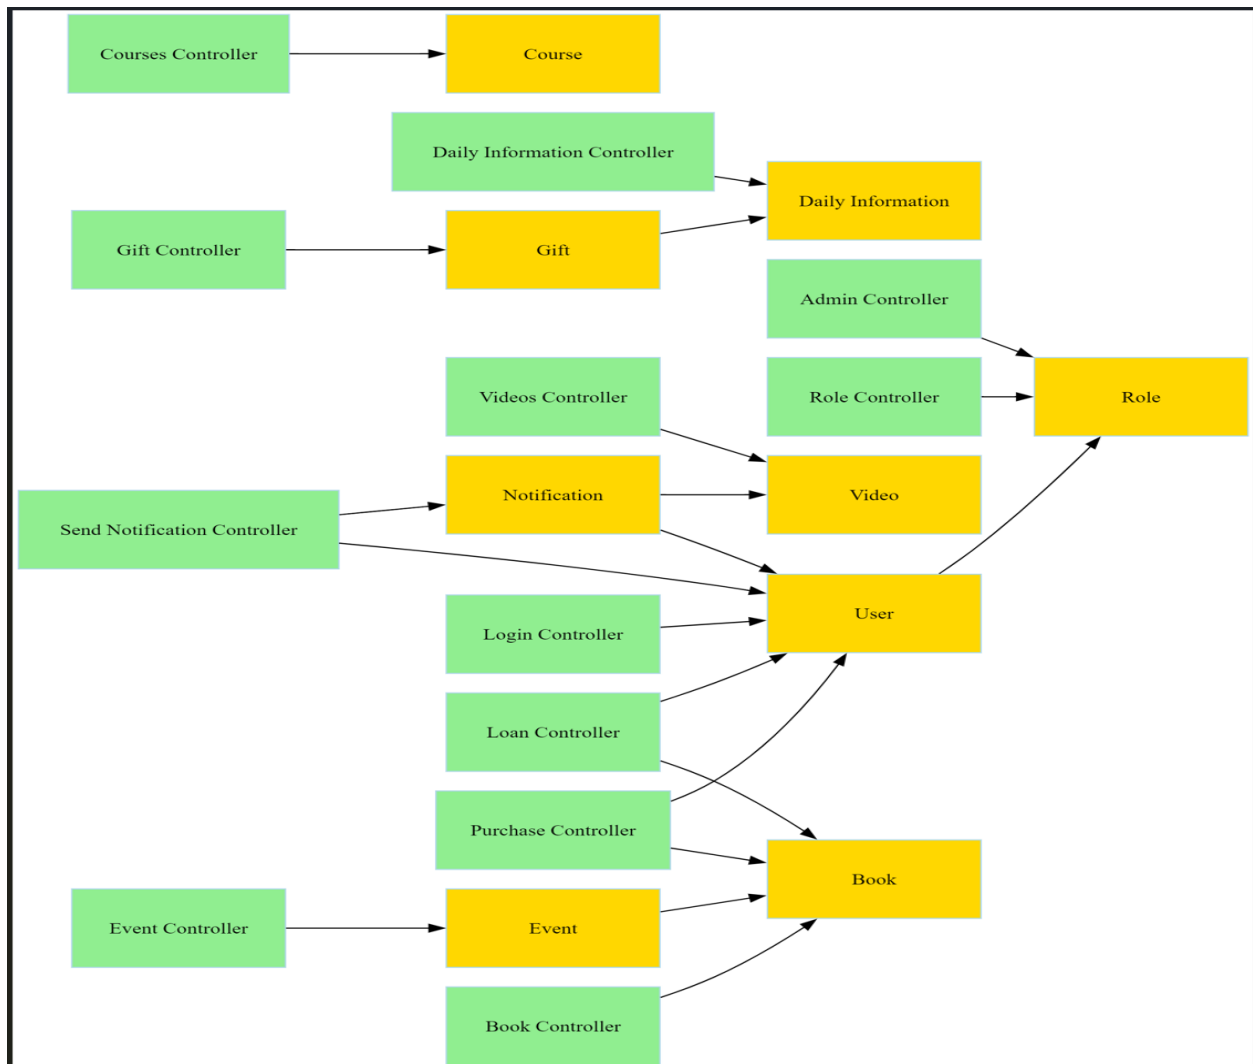 Courses Controller
Course
Daily Information Controller
Daily Information
Gift Controller
Gift
Admin Controller
Videos Controller
Role Controller
Role
Notification
Video
Send Notification Controller
User
Login Controller
Loan Controller
Purchase Controller
Book
Event Controller
Event
Book Controller